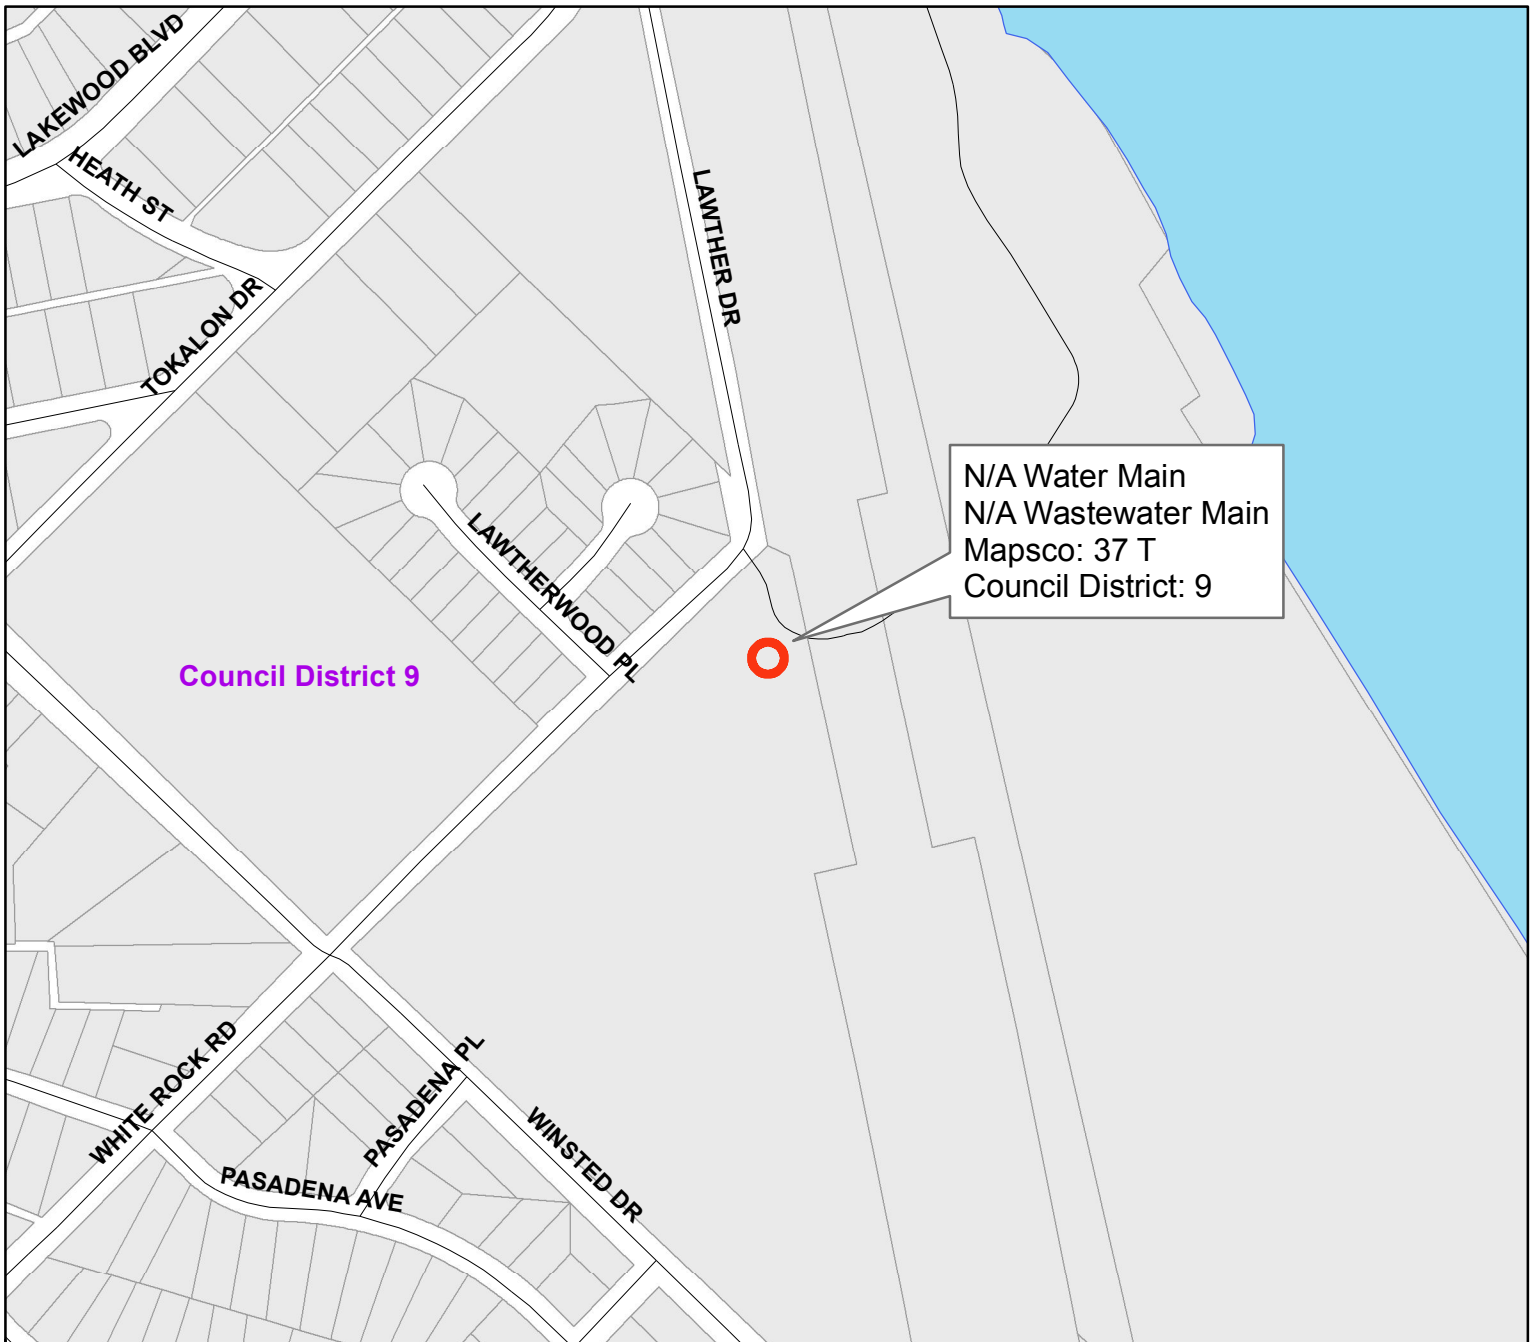 LAKEWOOD BLVD
HEATH ST
LAWTHER DR
TOKALON DR
N/A Water Main
N/A Wastewater Main
Mapsco: 37 T
Council District: 9
LAWTHERWOOD PL
Council District 9
WHITE ROCK RD
PASADENA PL
WINSTED DR
PASADENA AVE